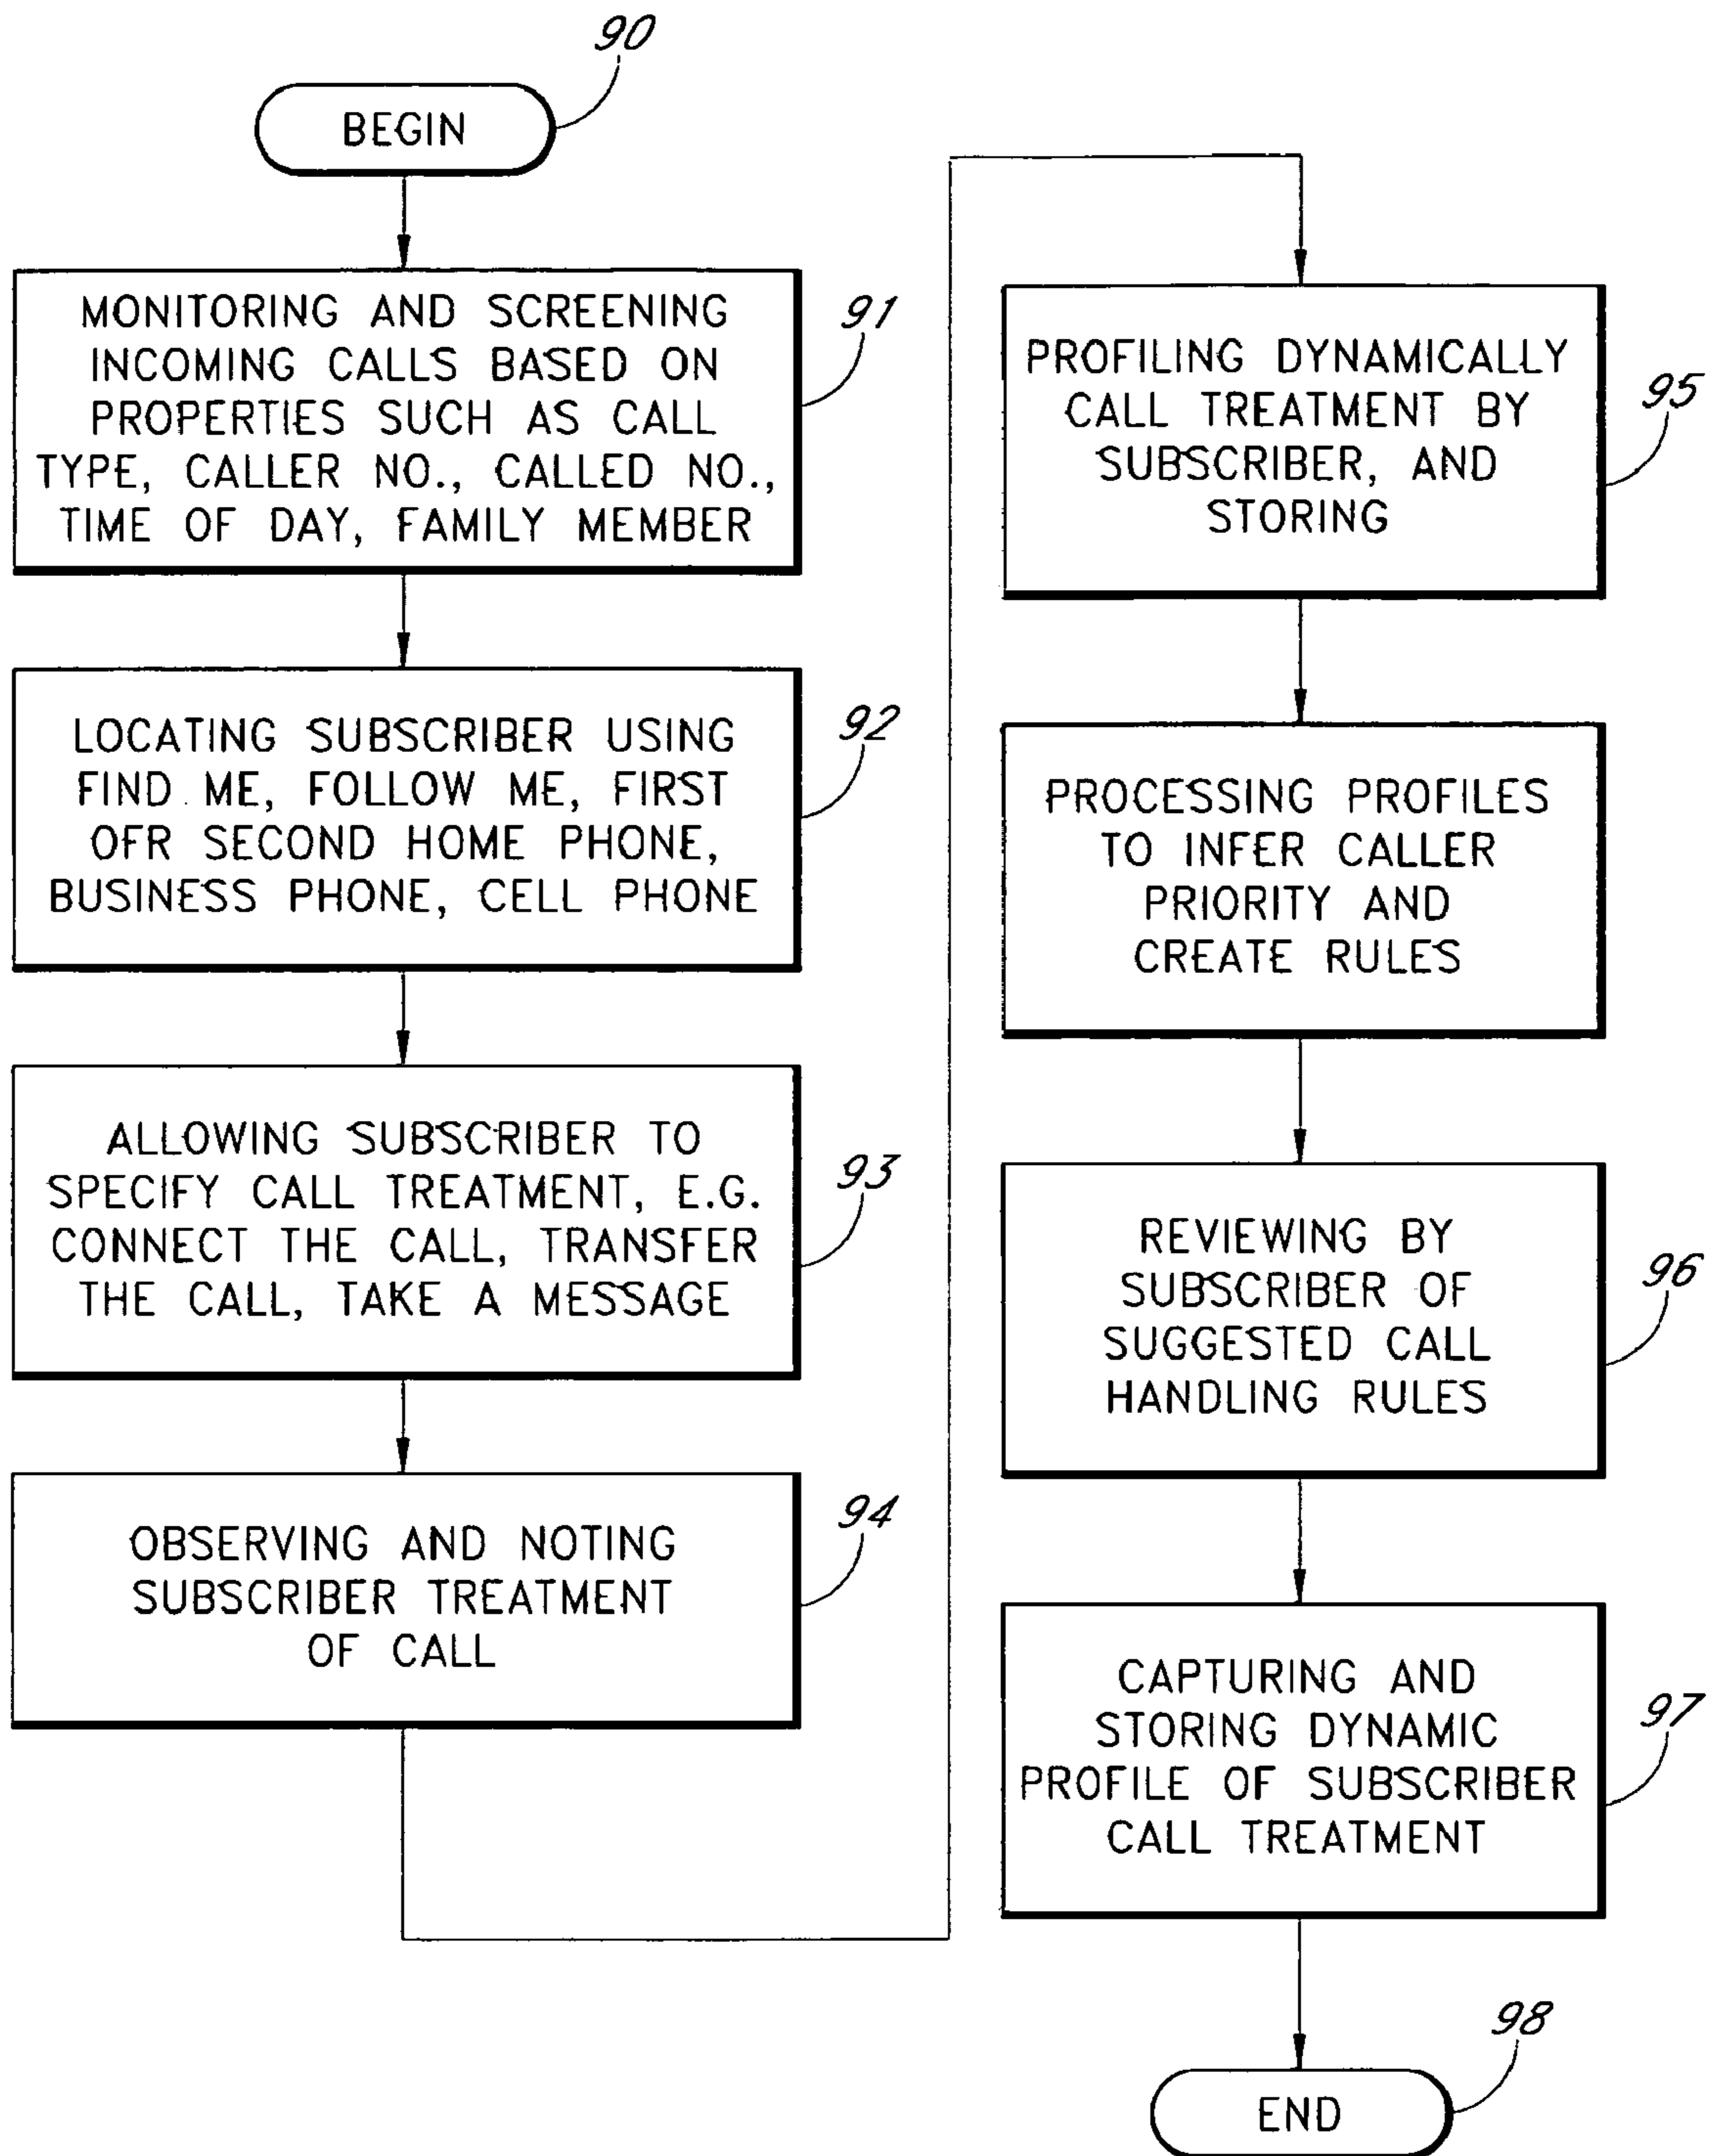 90
BEGIN
MONITORING AND SCREENING
INCOMING CALLS BASED ON
PROPERTIES SUCH AS CALL
TYPE, CALLER NO., CALLED NO.,
TIME OF DAY, FAMILY MEMBER
91
LOCATING SUBSCRIBER USING
FIND ME, FOLLOW ME, FIRST
OFR SECOND HOME PHONE,
BUSINESS PHONE, CELL PHONE
92
ALLOWING SUBSCRIBER TO
SPECIFY CALL TREATMENT, E.G.
CONNECT THE CALL, TRANSFER
THE CALL, TAKE A MESSAGE
93
OBSERVING AND NOTING
SUBSCRIBER TREATMENT
OF CALL
94
PROFILING DYNAMICALLY
CALL TREATMENT BY
SUBSCRIBER, AND
STORING
95
PROCESSING PROFILES
TO INFER CALLER
PRIORITY AND
CREATE RULES
REVIEWING BY
SUBSCRIBER OF
SUGGESTED CALL
HANDLING RULES
96
CAPTURING AND
STORING DYNAMIC
PROFILE OF SUBSCRIBER
CALL TREATMENT
97
98
END